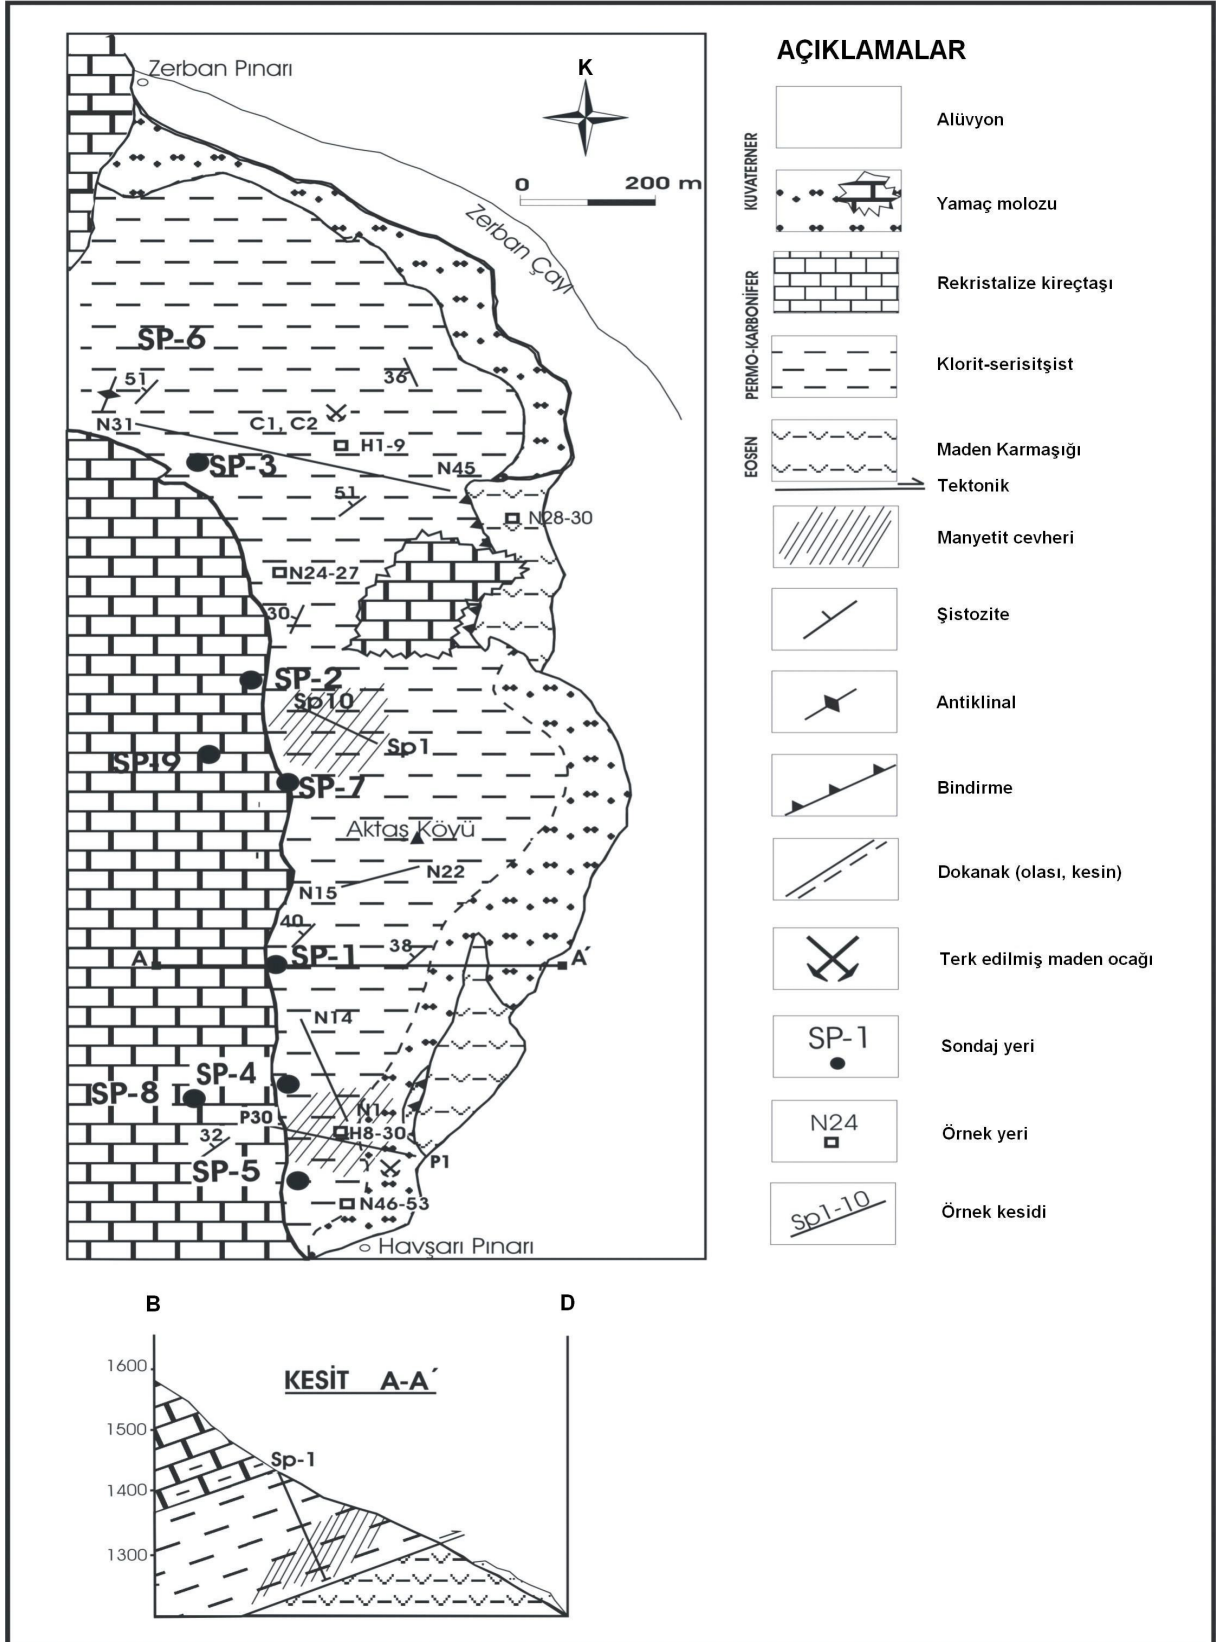 Zerban Pınarı
K
0 200 m
Zerban Çayı
SP-6
51
36
N31
C1, C2
H1-9
SP-3
N45
51
N28-30
N24-27
30
SP-2
Sp10
Sp1
SP-9
SP-7
Aktaş Köyü
N22
N15
40
38
A
SP-1
A´
N14
SP-4
SP-8
N1
P30
H8-30
32
P1
SP-5
N46-53
Havşarı Pınarı
AÇIKLAMALAR
KUVATERNER
Alüvyon
Yamaç molozu
PERMO-KARBONİFER
Rekristalize kireçtaşı
Klorit-serisitşist
EOSEN
Maden Karmaşığı
Tektonik
Manyetit cevheri
Şistozite
Antiklinal
Bindirme
Dokanak (olası, kesin)
Terk edilmiş maden ocağı
SP-1
Sondaj yeri
N24
Örnek yeri
Sp1-10
Örnek kesidi
B D
KESİT A-A´
1600
1500
Sp-1
1400
1300